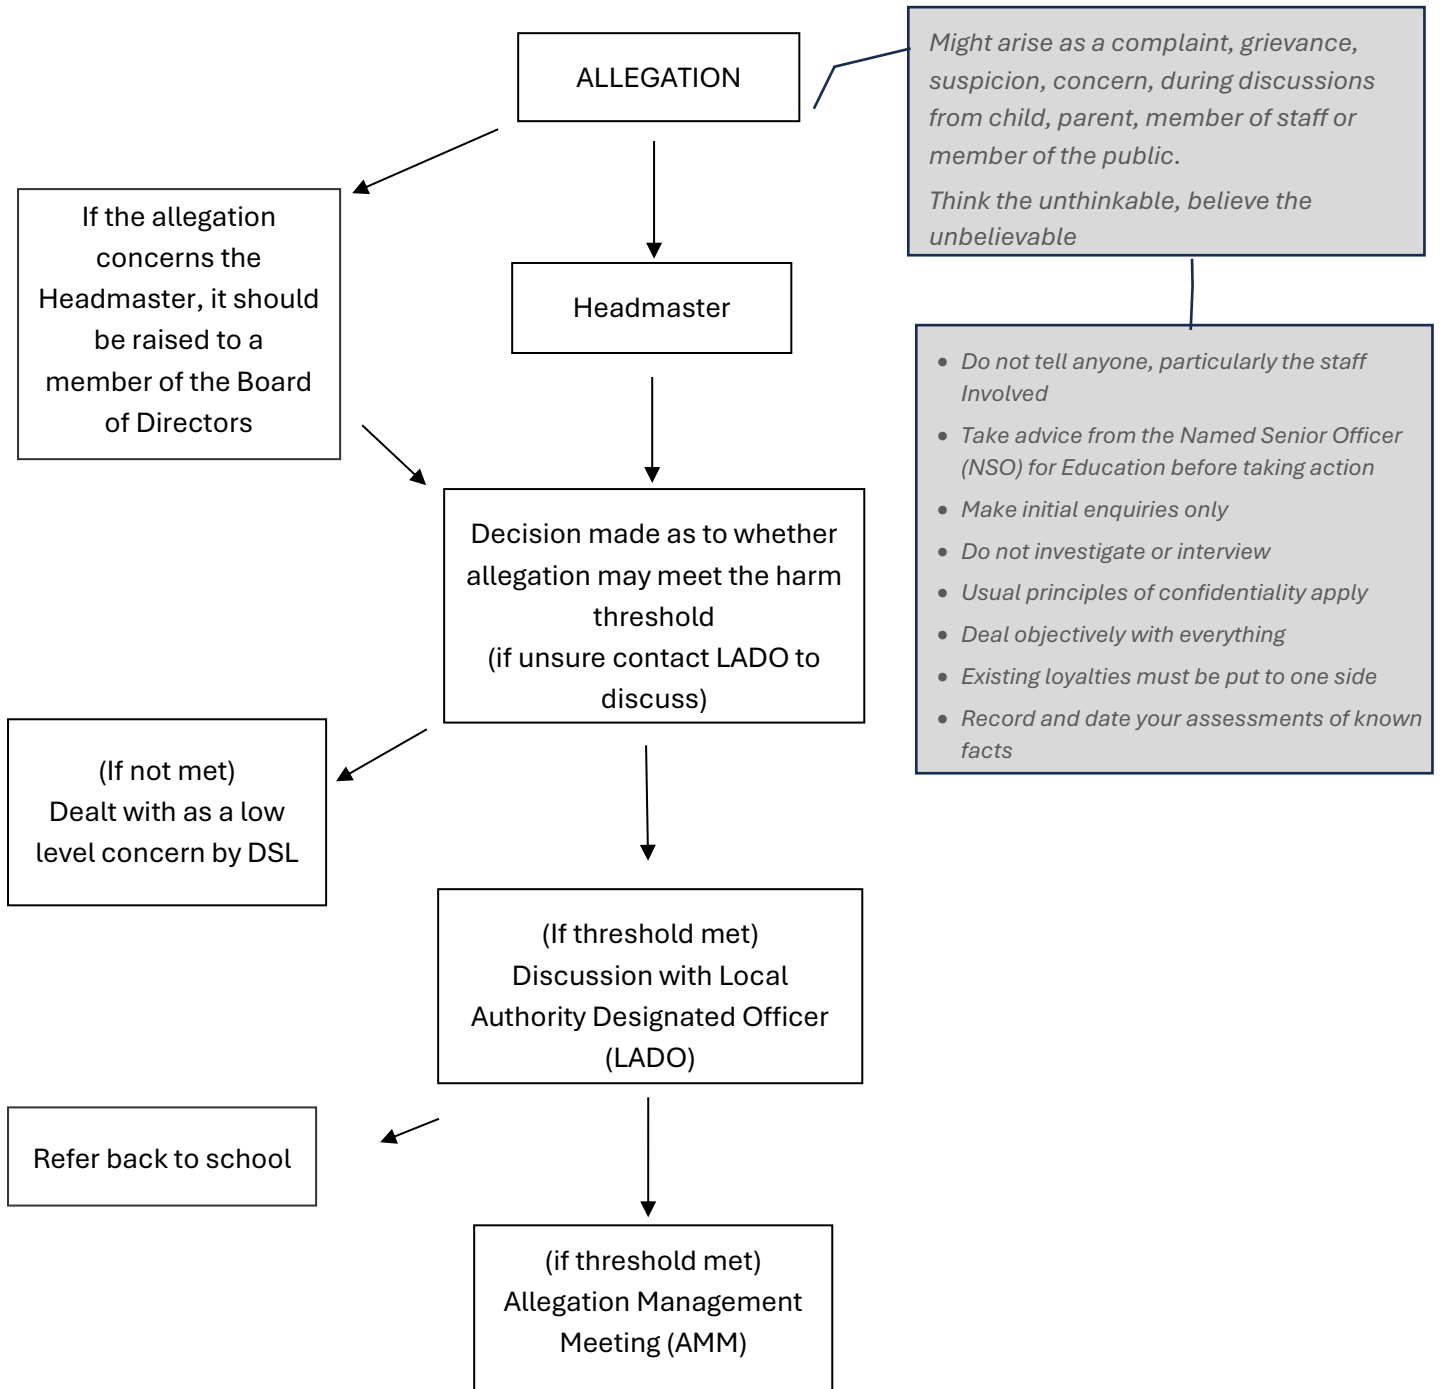 ALLEGATION
Might arise as a complaint, grievance,
suspicion, concern, during discussions
from child, parent, member of staff or
member of the public.
Think the unthinkable, believe the
unbelievable
If the allegation
concerns the
Headmaster, it should
be raised to a
member of the Board
of Directors
Headmaster
• Do not tell anyone, particularly the staff
Involved
• Take advice from the Named Senior Officer
(NSO) for Education before taking action
• Make initial enquiries only
• Do not investigate or interview
• Usual principles of confidentiality apply
• Deal objectively with everything
• Existing loyalties must be put to one side
• Record and date your assessments of known
facts
Decision made as to whether
allegation may meet the harm
threshold
(if unsure contact LADO to
discuss)
(If not met)
Dealt with as a low
level concern by DSL
(If threshold met)
Discussion with Local
Authority Designated Officer
(LADO)
Refer back to school
(if threshold met)
Allegation Management
Meeting (AMM)